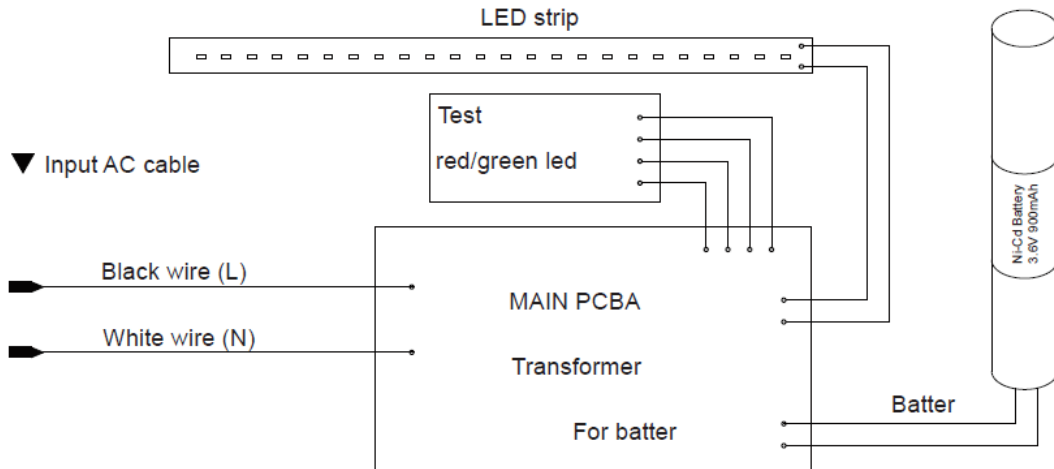 LED strip
Test
red/green led
Input AC cable
Ni-Cd Battery
3.6V 900mAh
Black wire (L)
MAIN PCBA
White wire (N)
Transformer
Batter
For batter